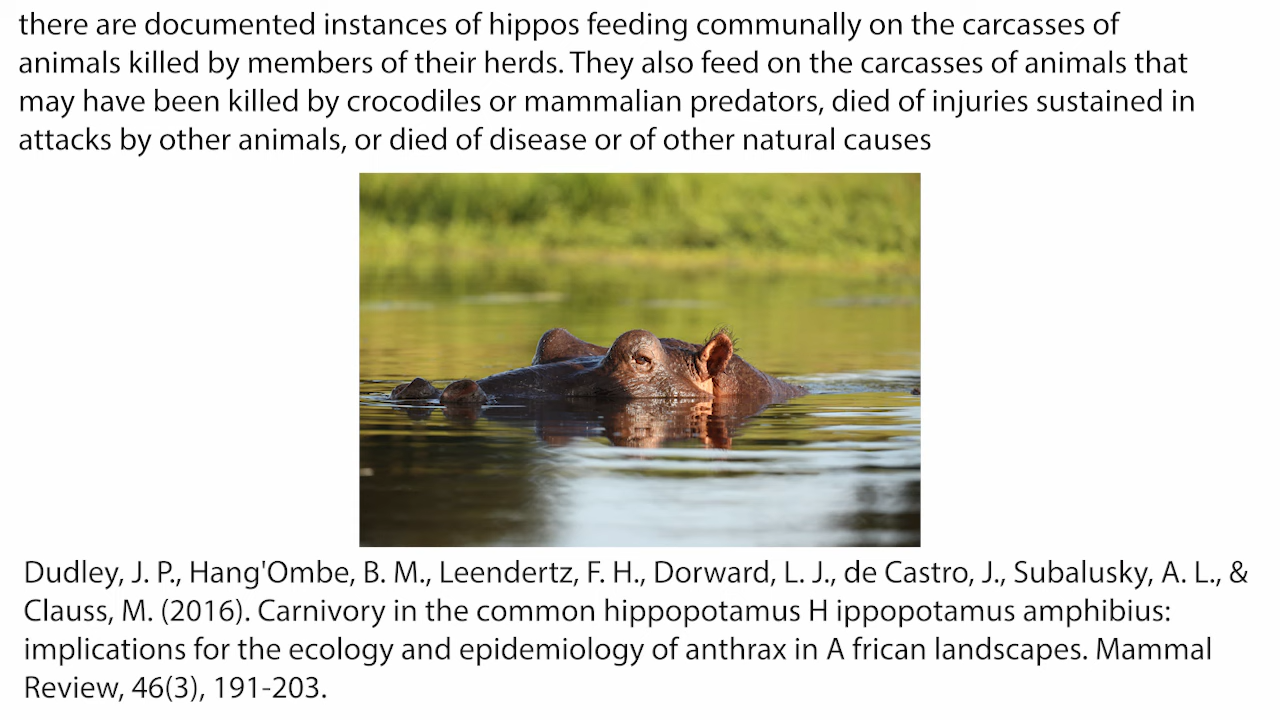 there are documented instances of hippos feeding communally on the carcasses of
animals killed by members of their herds. They also feed on the carcasses of animals that
may have been killed by crocodiles or mammalian predators, died of injuries sustained in
attacks by other animals, or died of disease or of other natural causes
Dudley, J. P., Hang'Ombe, B. M., Leendertz, F. H., Dorward, L. J., de Castro, J., Subalusky, A. L., &
Clauss, M. (2016). Carnivory in the common hippopotamus H ippopotamus amphibius:
implications for the ecology and epidemiology of anthrax in A frican landscapes. Mammal
Review, 46(3), 191-203.